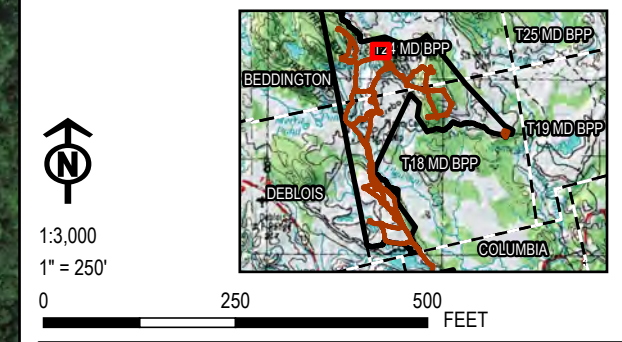 T25 MD BPP
T24 MD BPP
BEDDINGTON
T19 MD BPP
T18 MD BPP
DEBLOIS
COLUMBIA
N
1:3,000
1" = 250'
0 250 500
FEET